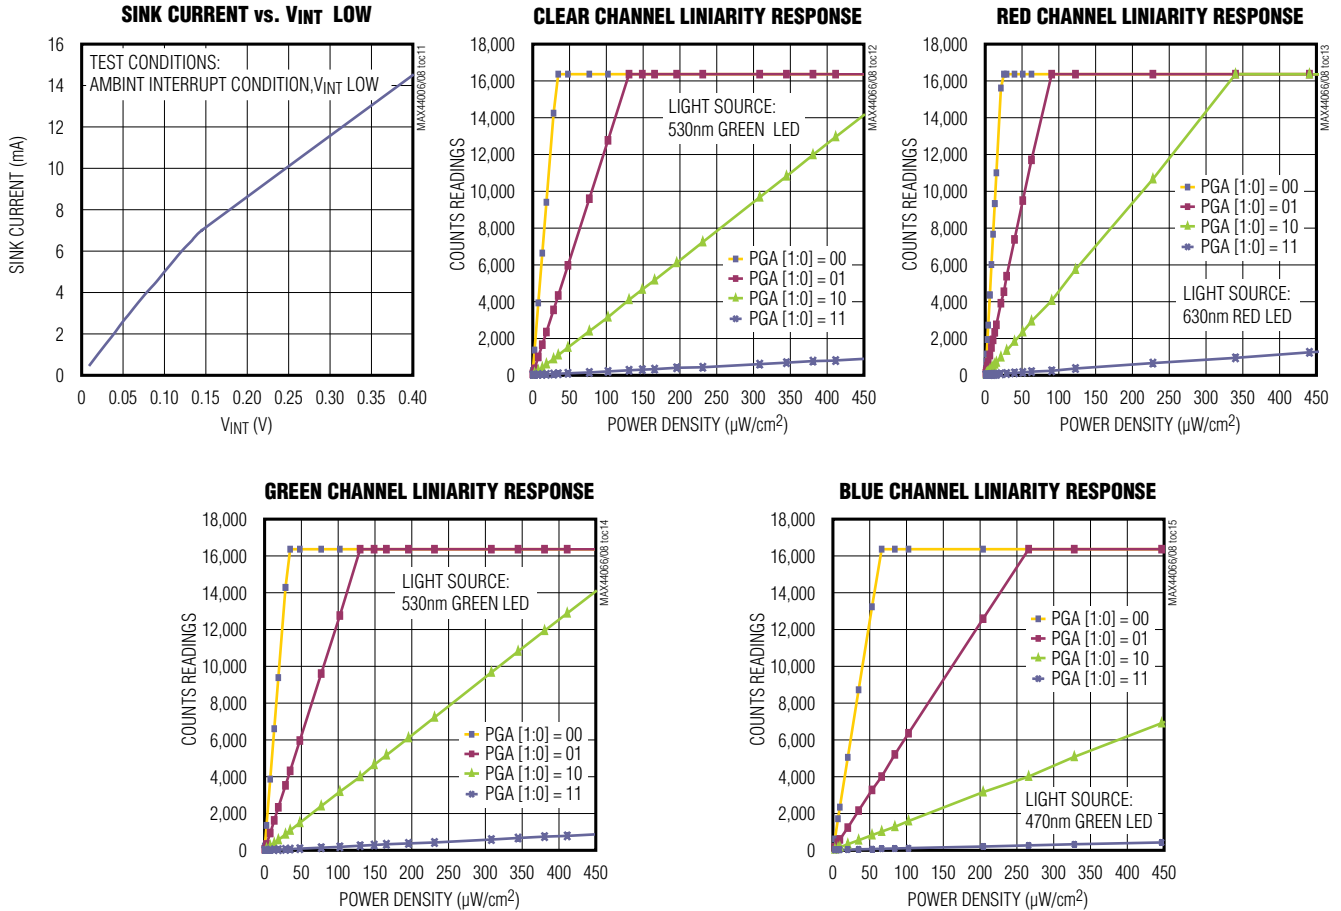 SINK CURRENT vs. VINT LOW
SINK CURRENT (mA)
16
14
12
10
8
6
4
2
0
TEST CONDITIONS:
AMBINT INTERRUPT CONDITION,VINT LOW
MAX44006/08 toc11
0 0.05 0.10 0.15 0.20 0.25 0.30 0.35 0.40
VINT (V)
CLEAR CHANNEL LINIARITY RESPONSE
COUNTS READINGS
18,000
16,000
14,000
12,000
10,000
8,000
6,000
4,000
2,000
0
LIGHT SOURCE:
530nm GREEN LED
PGA [1:0] = 00
PGA [1:0] = 01
PGA [1:0] = 10
PGA [1:0] = 11
MAX44066/08 toc12
0 50 100 150 200 250 300 350 400 450
POWER DENSITY (µW/cm2)
RED CHANNEL LINIARITY RESPONSE
COUNTS READINGS
18,000
16,000
14,000
12,000
10,000
8,000
6,000
4,000
2,000
0
PGA [1:0] = 00
PGA [1:0] = 01
PGA [1:0] = 10
PGA [1:0] = 11
LIGHT SOURCE:
630nm RED LED
MAX44066/08 toc13
0 50 100 150 200 250 300 350 400 450
POWER DENSITY (µW/cm2)
GREEN CHANNEL LINIARITY RESPONSE
COUNTS READINGS
18,000
16,000
14,000
12,000
10,000
8,000
6,000
4,000
2,000
0
LIGHT SOURCE:
530nm GREEN LED
PGA [1:0] = 00
PGA [1:0] = 01
PGA [1:0] = 10
PGA [1:0] = 11
MAX44066/08 toc14
0 50 100 150 200 250 300 350 400 450
POWER DENSITY (µW/cm2)
BLUE CHANNEL LINIARITY RESPONSE
COUNTS READINGS
18,000
16,000
14,000
12,000
10,000
8,000
6,000
4,000
2,000
0
PGA [1:0] = 00
PGA [1:0] = 01
PGA [1:0] = 10
PGA [1:0] = 11
LIGHT SOURCE:
470nm GREEN LED
MAX44066/08 toc15
0 50 100 150 200 250 300 350 400 450
POWER DENSITY (µW/cm2)